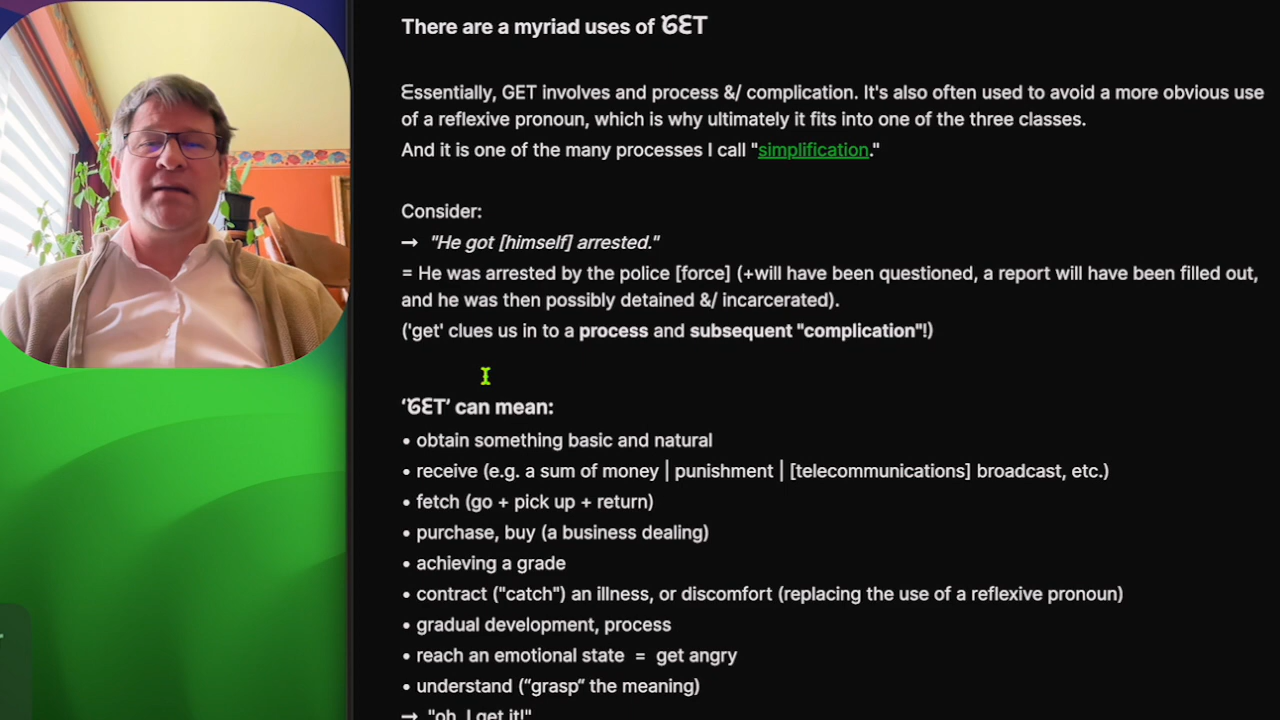 There are a myriad uses of GET
Essentially, GET involves and process &/ complication. It's also often used to avoid a more obvious use
of a reflexive pronoun, which is why ultimately it fits into one of the three classes.
And it is one of the many processes I call "simplification."
Consider:
→ "He got [himself] arrested."
= He was arrested by the police [force] (+will have been questioned, a report will have been filled out,
and he was then possibly detained &/ incarcerated).
('get' clues us in to a process and subsequent "complication"!)
‘GET’ can mean:
• obtain something basic and natural
• receive (e.g. a sum of money | punishment | [telecommunications] broadcast, etc.)
• fetch (go + pick up + return)
• purchase, buy (a business dealing)
• achieving a grade
• contract ("catch") an illness, or discomfort (replacing the use of a reflexive pronoun)
• gradual development, process
• reach an emotional state = get angry
• understand (“grasp” the meaning)
→ "oh, I get it!"